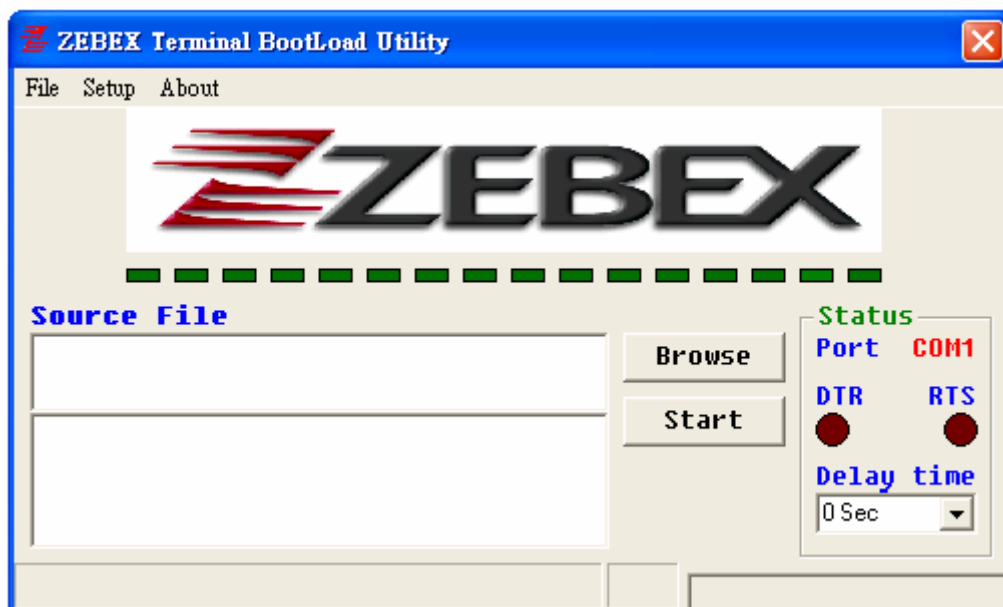 ZEBEX Terminal BootLoad Utility
File Setup About
ZEBEX
Source File
Browse
Start
Status
Port COM1
DTR RTS
Delay time
0 Sec